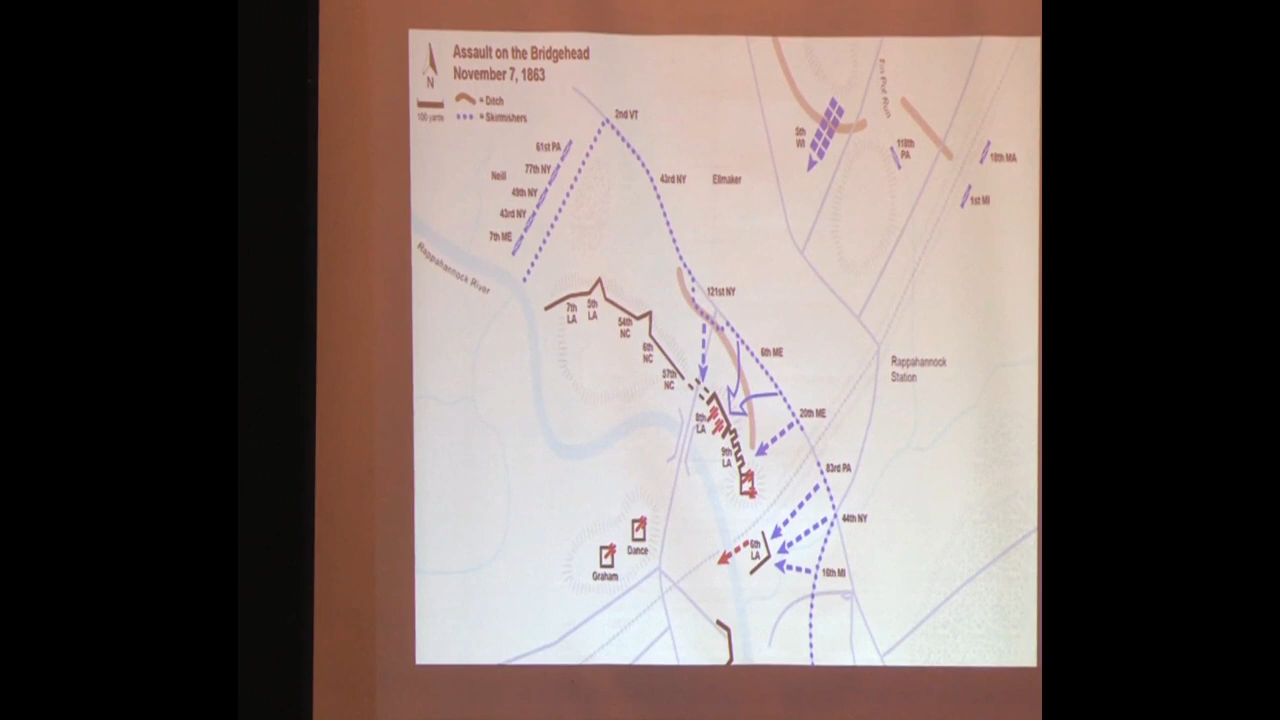 Assault on the Bridgehead
November 7, 1863
N
100 yards
= Ditch
= Skirmishers
2nd VT
61st PA
77th NY
Neill
49th NY
43rd NY
7th ME
43rd NY
Ellmaker
5th
WI
118th
PA
18th MA
1st MI
Rappahannock River
121st NY
7th
LA
5th
LA
54th
NC
6th
NC
57th
NC
6th ME
Rappahannock
Station
8th
LA
20th ME
9th
LA
83rd PA
44th NY
6th
LA
16th MI
Dance
Graham